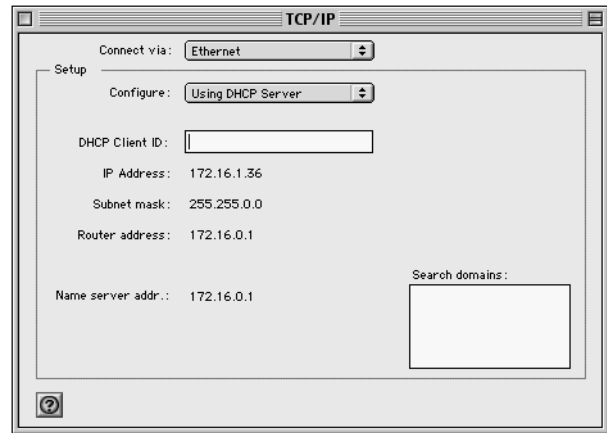 TCP/IP
Connect via: Ethernet
Setup
Configure: Using DHCP Server
DHCP Client ID:
IP Address: 172.16.1.36
Subnet mask: 255.255.0.0
Router address: 172.16.0.1
Search domains:
Name server addr.: 172.16.0.1
?